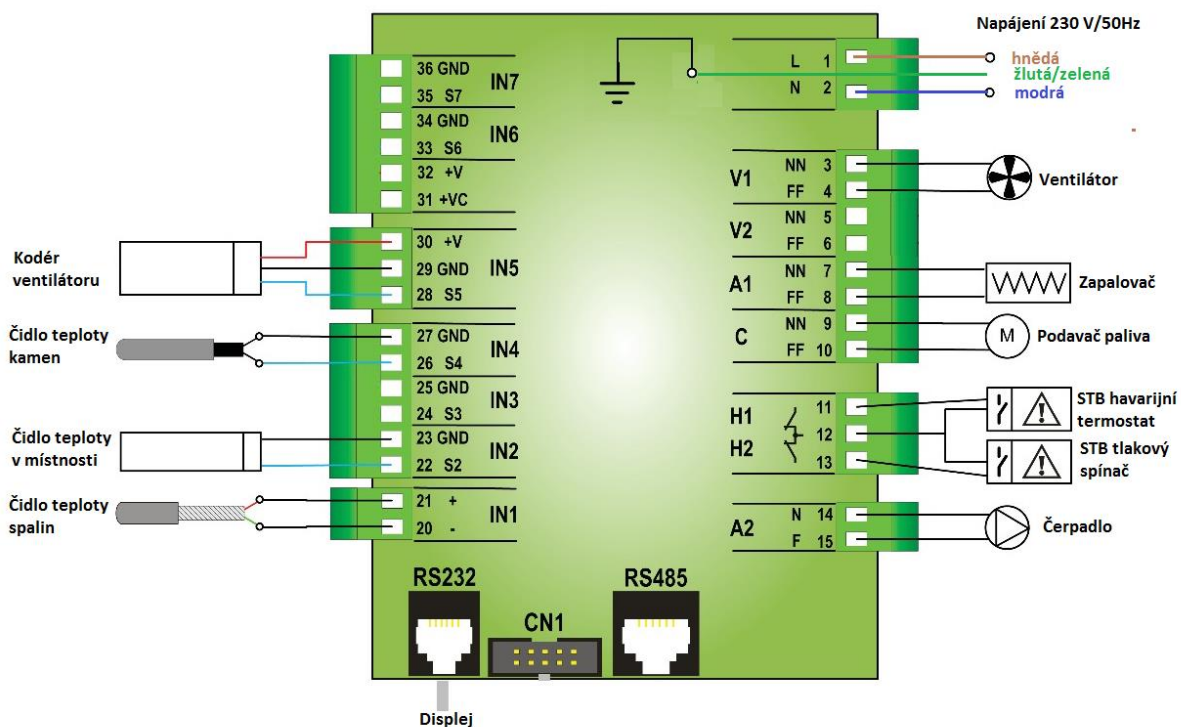 Napájení 230 V/50Hz
hnědá
žlutá/zelená
modrá
L 1
N 2
36 GND
35 S7
IN7
34 GND
33 S6
IN6
32 +V
31 +VC
30 +V
29 GND
28 S5
IN5
27 GND
26 S4
IN4
25 GND
24 S3
IN3
23 GND
22 S2
IN2
21 +
20 -
IN1
Kodér
ventilátoru
Čidlo teploty
kamen
Čidlo teploty
v místnosti
Čidlo teploty
spalin
V1
NN 3
FF 4
Ventilátor
V2
NN 5
FF 6
A1
NN 7
FF 8
Zapalovač
C
NN 9
FF 10
M
Podavač paliva
H1
H2
11
12
13
STB havarijní
termostat
STB tlakový
spínač
A2
N 14
F 15
Čerpadlo
RS232
CN1
RS485
Displej